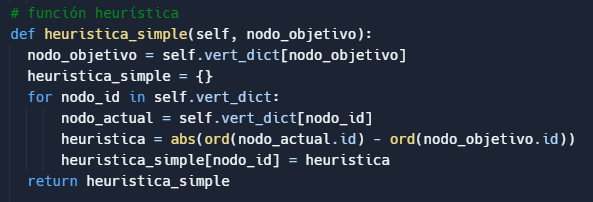 # función heurística
def heuristica_simple(self, nodo_objetivo):
  nodo_objetivo = self.vert_dict[nodo_objetivo]
  heuristica_simple = {}
  for nodo_id in self.vert_dict:
      nodo_actual = self.vert_dict[nodo_id]
      heuristica = abs(ord(nodo_actual.id) - ord(nodo_objetivo.id))
      heuristica_simple[nodo_id] = heuristica
  return heuristica_simple